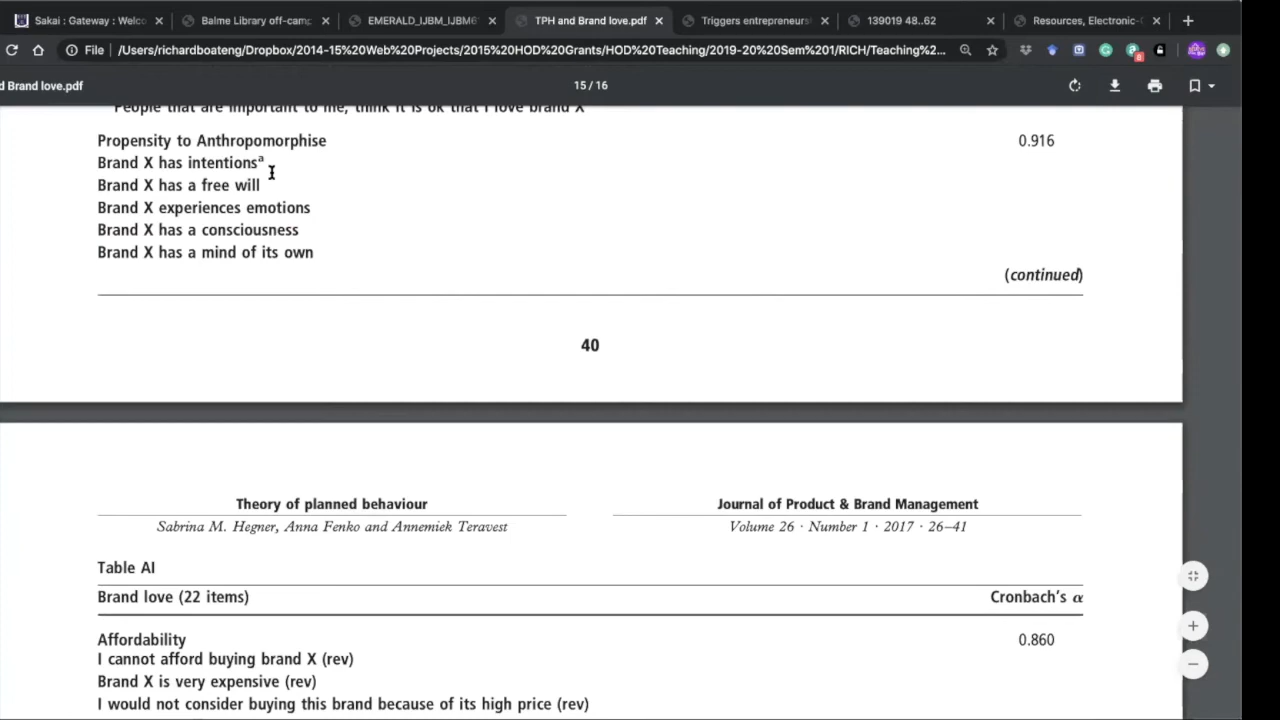 Sakai : Gateway : Welco
Balme Library off-camp
EMERALD_IJBM_IJBM6
TPH and Brand love.pdf
Triggers entrepreneurs
139019 48..62
Resources, Electronic-
File /Users/richardboateng/Dropbox/2014-15%20Web%20Projects/2015%20HOD%20Grants/HOD%20Teaching/2019-20%20Sem%201/RICH/Teaching%2...
8
d Brand love.pdf
15 / 16
People that are important to me, think it is ok that I love brand X
Propensity to Anthropomorphise 0.916
Brand X has intentionsª
Brand X has a free will
Brand X experiences emotions
Brand X has a consciousness
Brand X has a mind of its own
(continued)
40
Theory of planned behaviour
Sabrina M. Hegner, Anna Fenko and Annemiek Teravest
Journal of Product & Brand Management
Volume 26 · Number 1 · 2017 · 26–41
Table AI
Brand love (22 items) Cronbach's α
Affordability 0.860
I cannot afford buying brand X (rev)
Brand X is very expensive (rev)
I would not consider buying this brand because of its high price (rev)